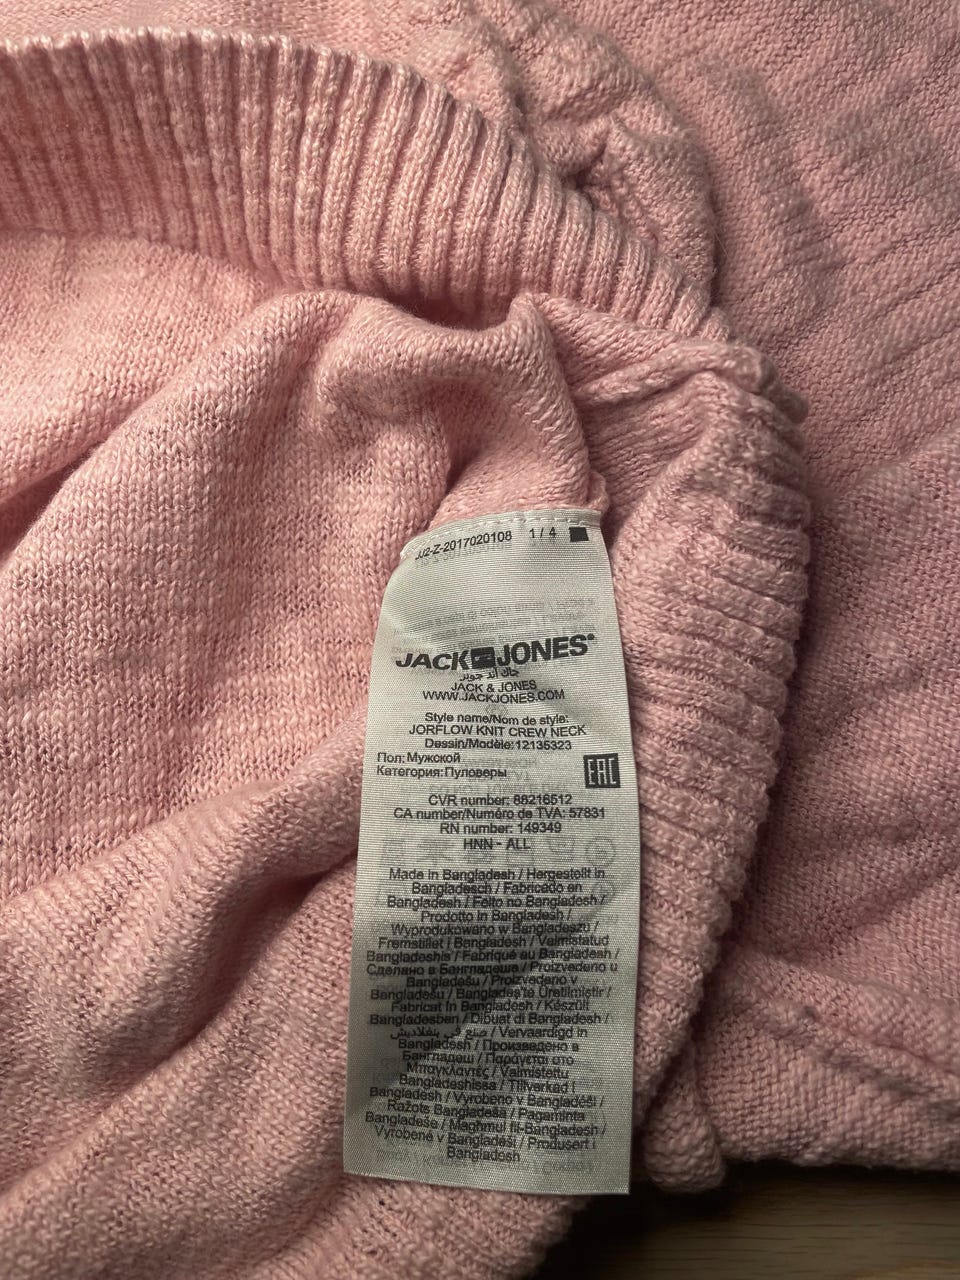 JJ2-Z-2017020108 1/4
JACK JONES®
جاك اند جونز
JACK & JONES
WWW.JACKJONES.COM
Style name/Nom de style:
JORFLOW KNIT CREW NECK
Dessin/Modèle:12135323
Пол:Мужской
Категория:Пуловеры
EAC
CVR number: 88216512
CA number/Numéro de TVA: 57831
RN number: 149349
HNN - ALL
Made in Bangladesh / Hergestellt in
Bangladesch / Fabricado en
Bangladesh / Feito no Bangladesh /
Prodotto in Bangladesh /
Wyprodukowano w Bangladeszu /
Fremstillet i Bangladesh / Valmistatud
Bangladeshis / Fabriqué au Bangladesh /
Сделано в Бангладеше / Proizvedeno u
Bangladešu / Proizvedeno v
Bangladešu / Bangladeş'te Üretilmiştir /
Fabricat în Bangladesh / Készült
Bangladesben / Dibuat di Bangladesh /
صنع في بنغلاديش / Vervaardigd in
Bangladesh / Произведено в
Бангладеш / Παράγεται στο
Μπαγκλαντές / Valmistettu
Bangladeshissa / Tillverkad i
Bangladesh / Vyrobeno v Bangladéši /
Ražots Bangladešā / Pagaminta
Bangladeše / Magħmul fil-Bangladesh /
Vyrobené v Bangladéši / Produsert i
Bangladesh